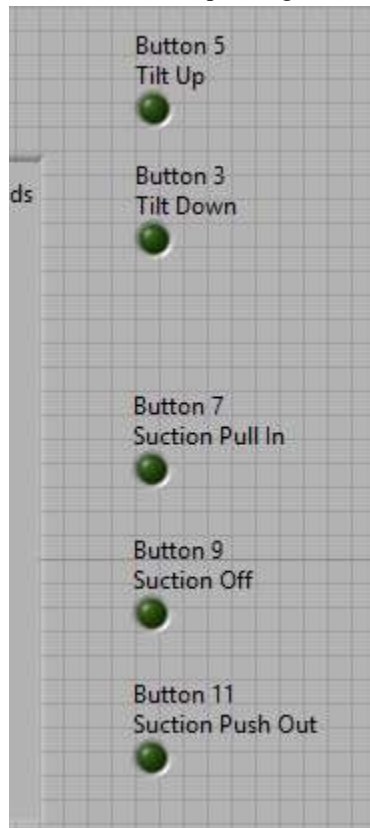 Button 5
Tilt Up
Button 3
ds
Tilt Down
Button 7
Suction Pull In
Button 9
Suction Off
Button 11
Suction Push Out